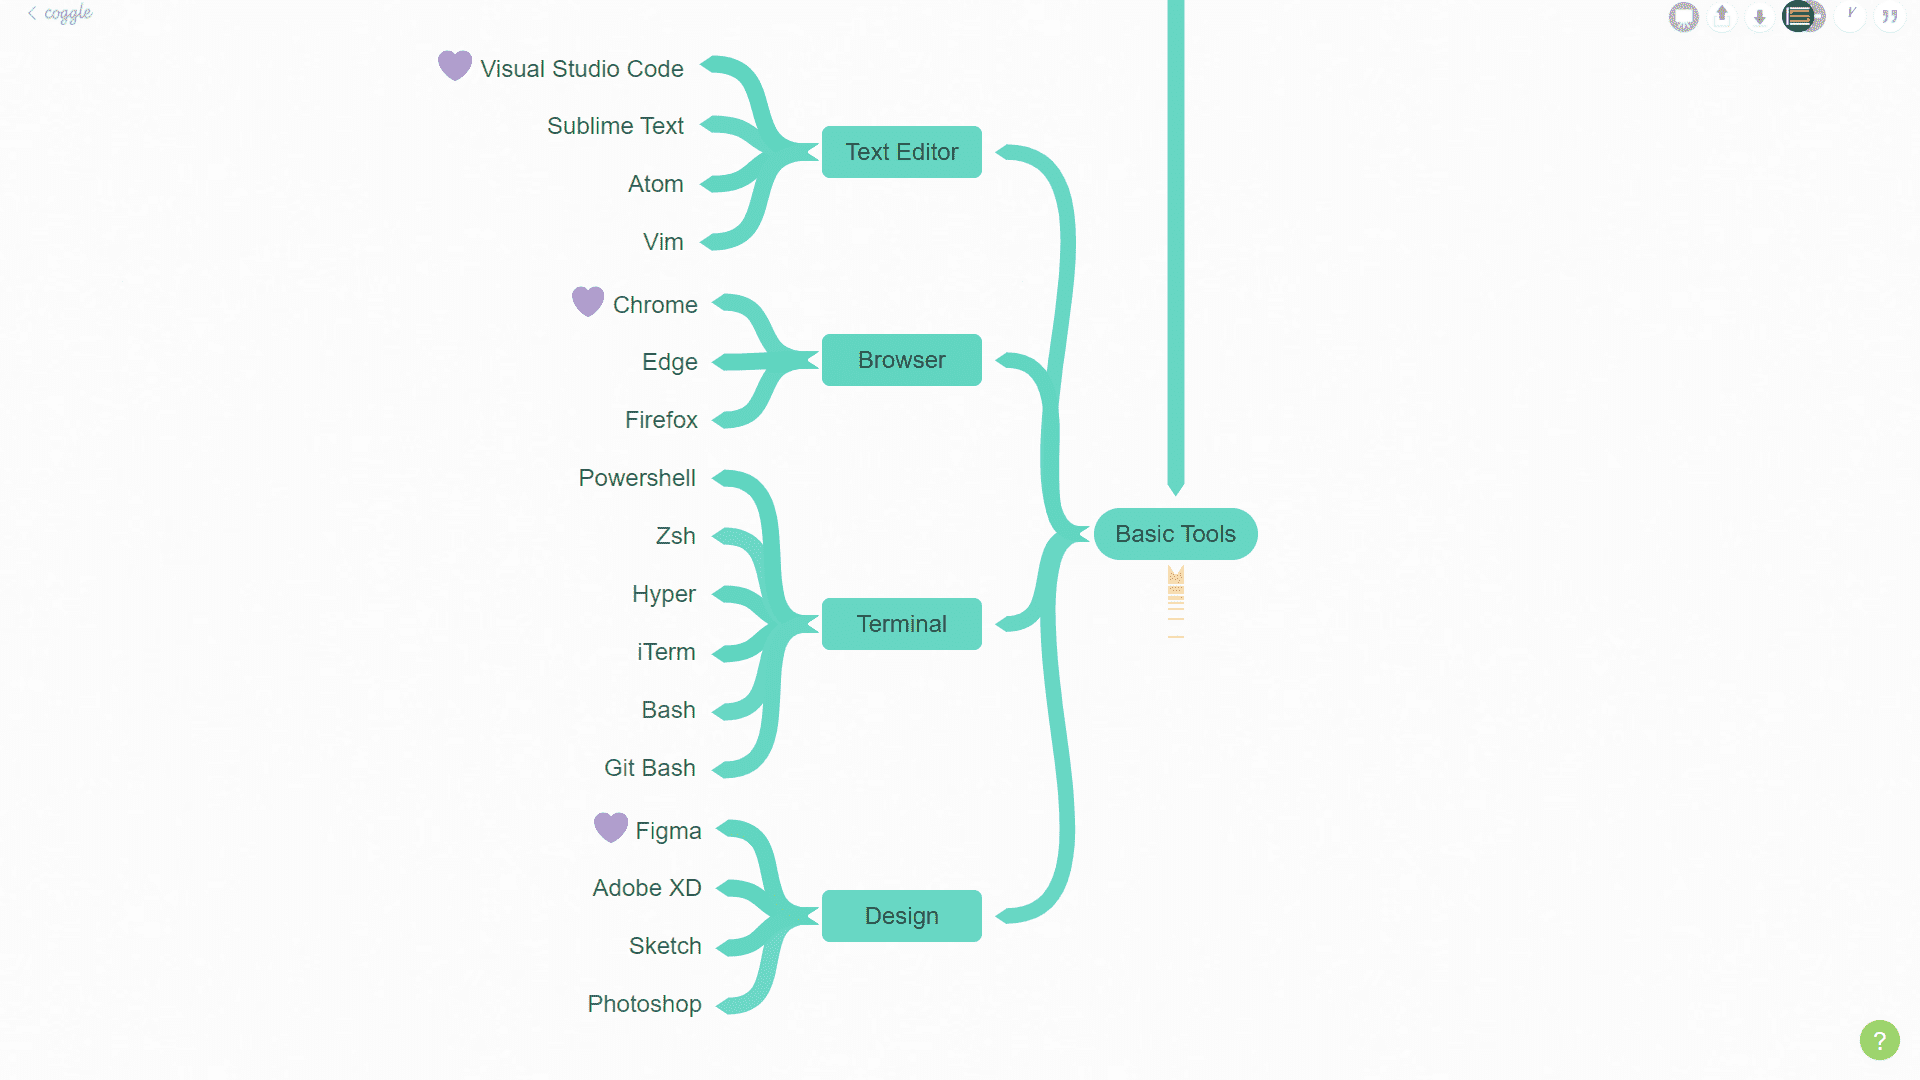 coggle
Visual Studio Code
Sublime Text
Atom
Vim
Text Editor
Chrome
Edge
Firefox
Browser
Powershell
Zsh
Hyper
iTerm
Bash
Git Bash
Terminal
Figma
Adobe XD
Sketch
Photoshop
Design
Basic Tools
?